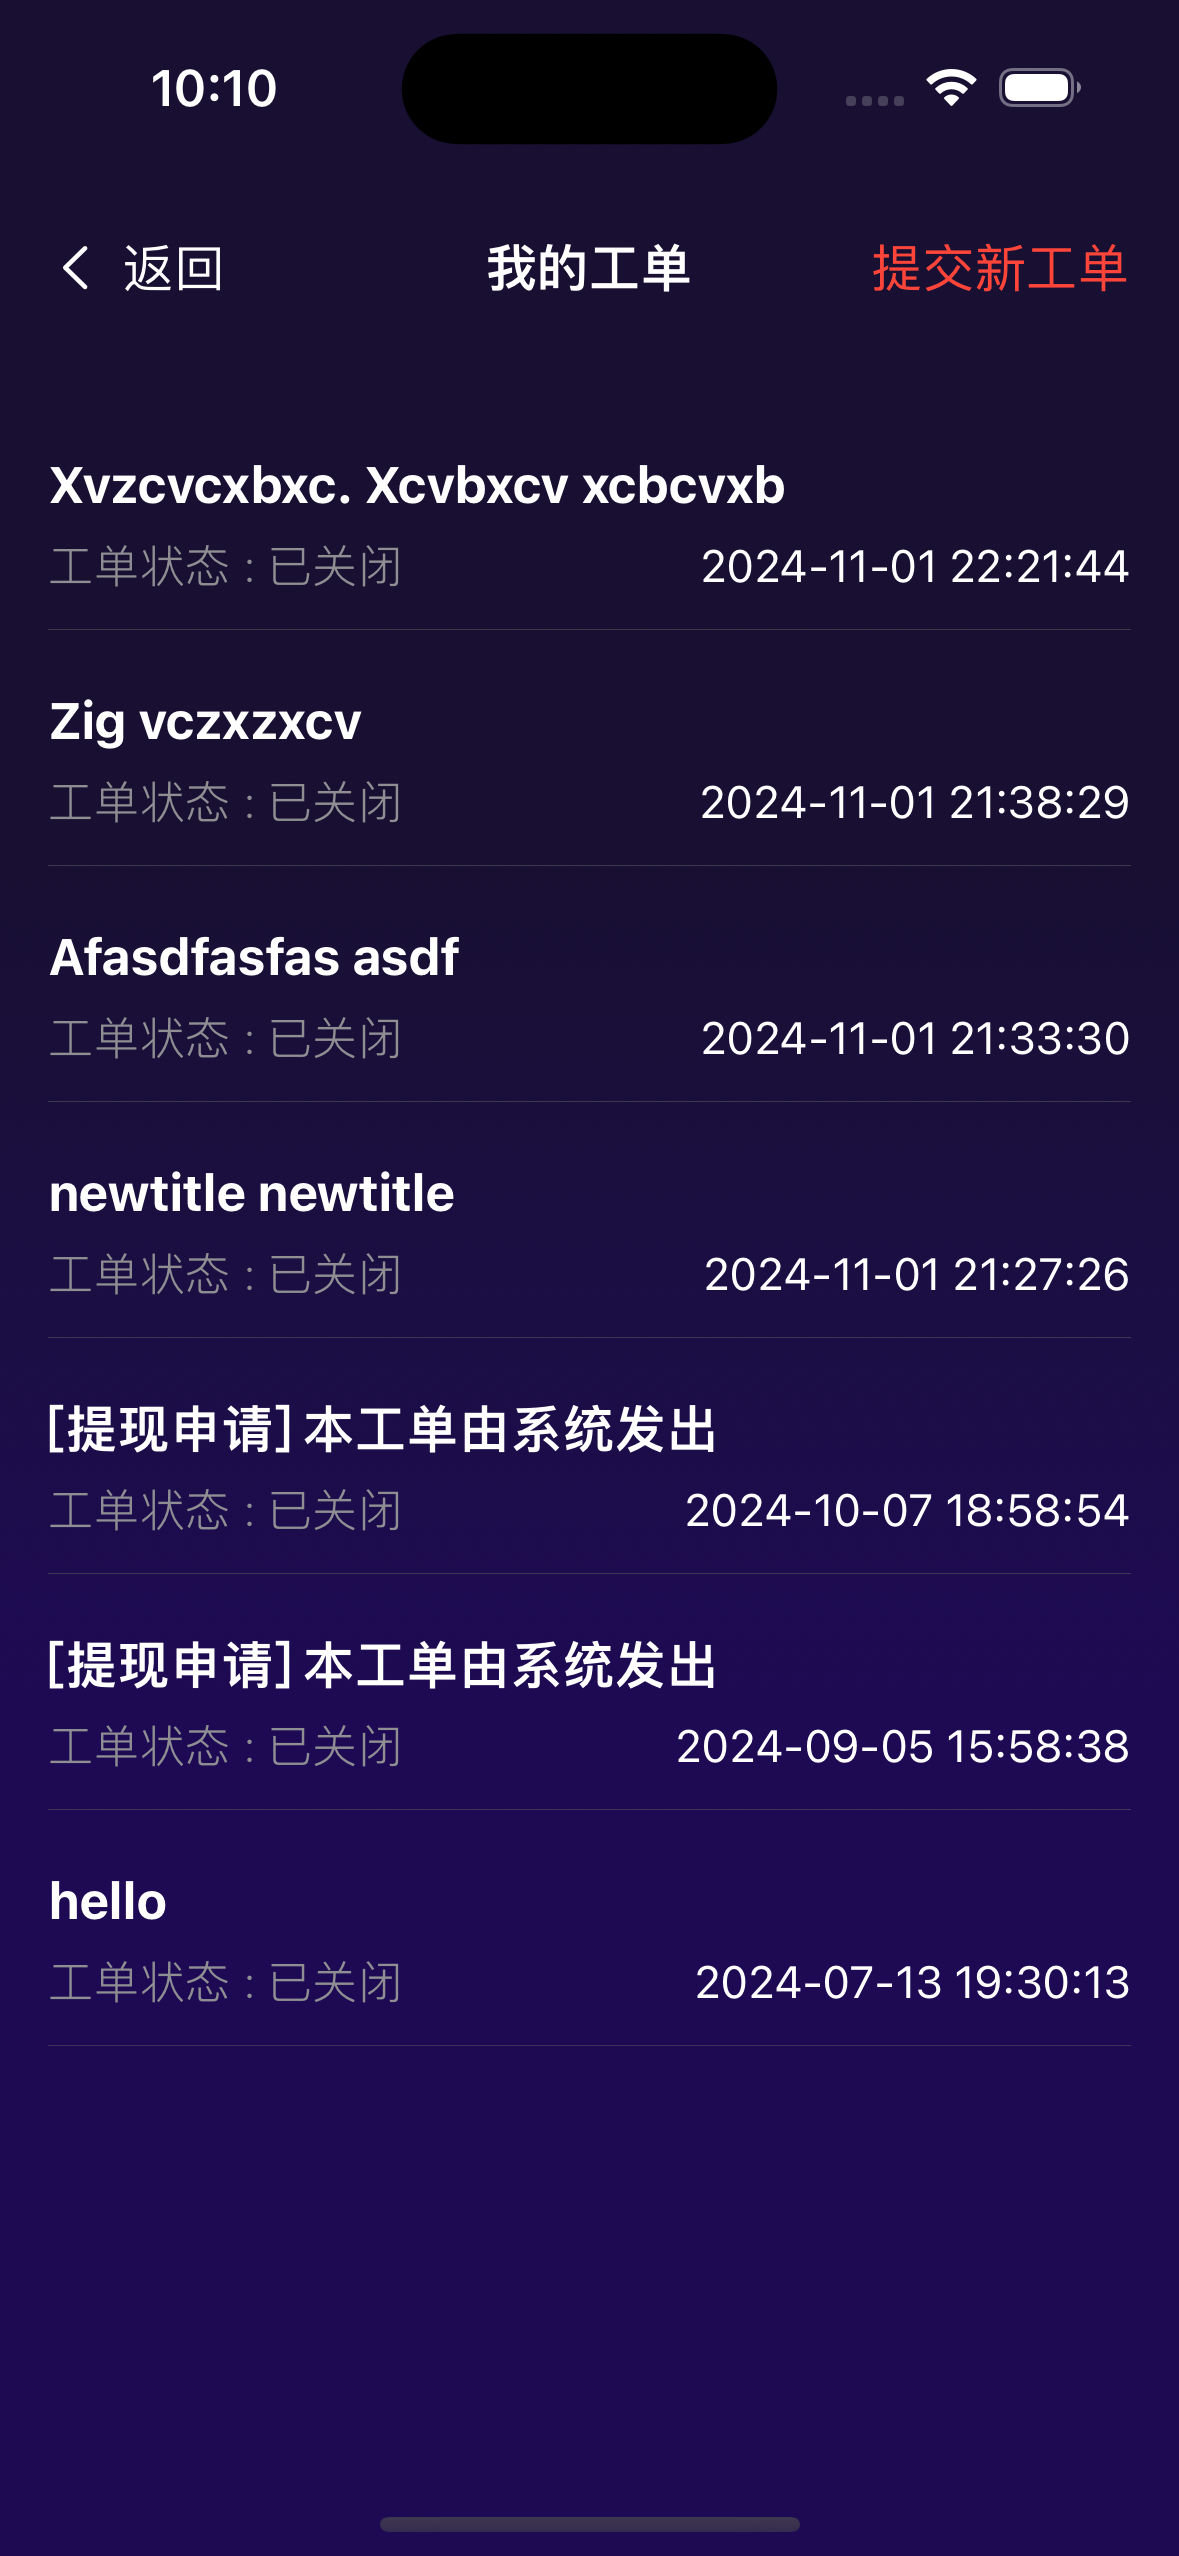 10:10
返回 我的工单 提交新工单
Xvzcvcxbxc. Xcvbxcv xcbcvxb
工单状态 : 已关闭 2024-11-01 22:21:44
Zig vczxzxcv
工单状态 : 已关闭 2024-11-01 21:38:29
Afasdfasfas asdf
工单状态 : 已关闭 2024-11-01 21:33:30
newtitle newtitle
工单状态 : 已关闭 2024-11-01 21:27:26
[提现申请] 本工单由系统发出
工单状态 : 已关闭 2024-10-07 18:58:54
[提现申请] 本工单由系统发出
工单状态 : 已关闭 2024-09-05 15:58:38
hello
工单状态 : 已关闭 2024-07-13 19:30:13